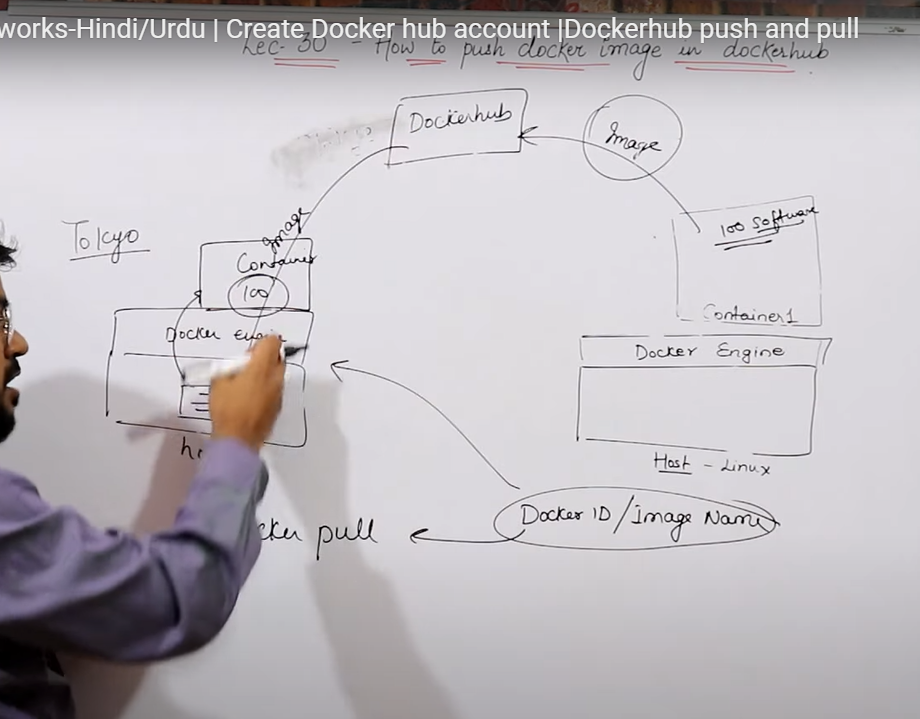 works-Hindi/Urdu | Create Docker hub account |Dockerhub push and pull
Lec- 30 - How to push docker image in dockerhub
Dockerhub
Image
Tokyo
Image
100 Software
Container
100
Container1
Docker Engine
Docker Engine
Host - Linux
Docker ID/Image Name
cker pull